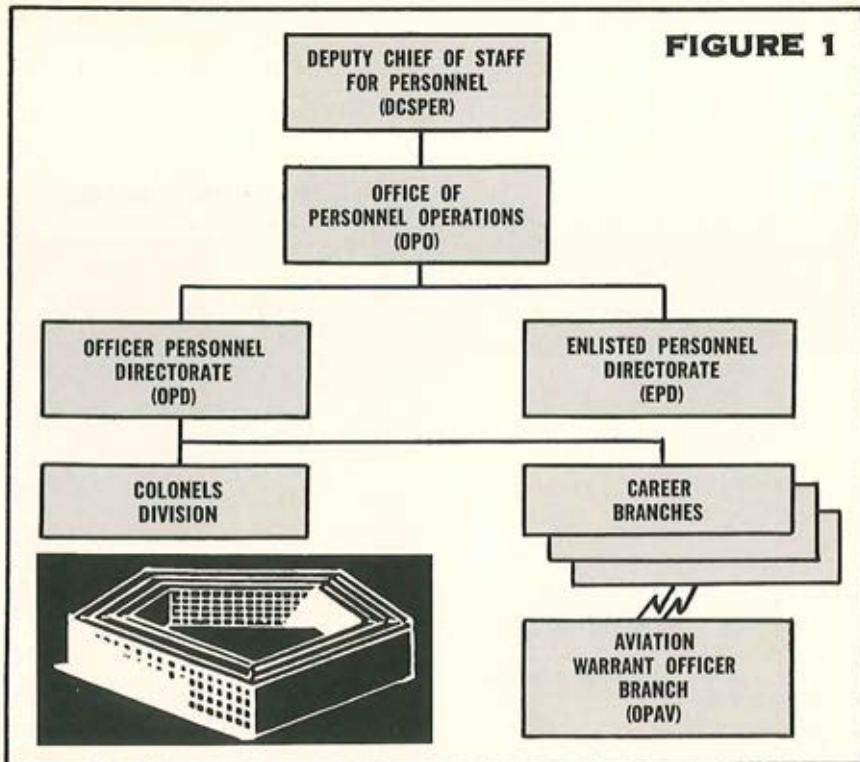 FIGURE 1
DEPUTY CHIEF OF STAFF
FOR PERSONNEL
(DCSPER)
OFFICE OF
PERSONNEL OPERATIONS
(OPO)
OFFICER PERSONNEL
DIRECTORATE
(OPD)
ENLISTED PERSONNEL
DIRECTORATE
(EPD)
COLONELS
DIVISION
CAREER
BRANCHES
AVIATION
WARRANT OFFICER
BRANCH
(OPAV)